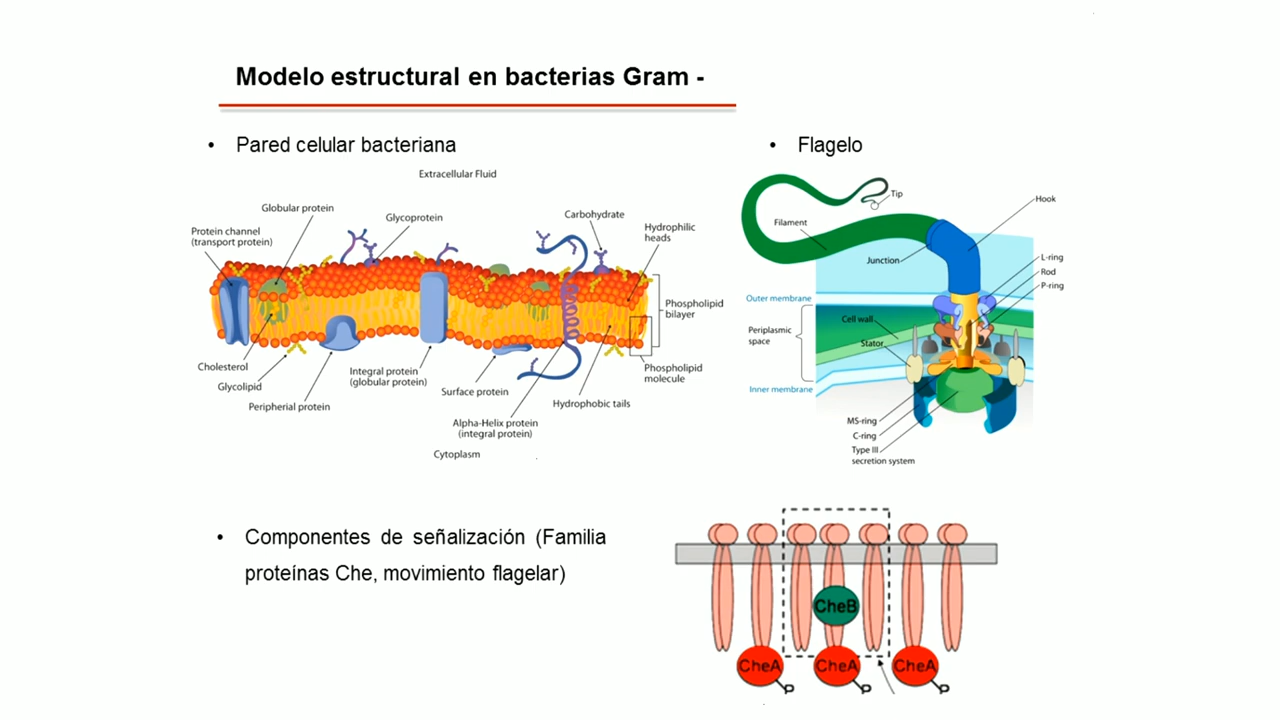 Modelo estructural en bacterias Gram -
• Pared celular bacteriana
Extracellular Fluid
Globular protein
Protein channel
(transport protein)
Glycoprotein
Carbohydrate
Hydrophilic
heads
Phospholipid
bilayer
Phospholipid
molecule
Cholesterol
Glycolipid
Peripherial protein
Integral protein
(globular protein)
Surface protein
Alpha-Helix protein
(integral protein)
Hydrophobic tails
Cytoplasm
• Flagelo
Tip
Hook
Filament
Junction
L-ring
Rod
P-ring
Outer membrane
Cell wall
Periplasmic
space
Stator
Inner membrane
MS-ring
C-ring
Type III
secretion system
• Componentes de señalización (Familia
proteínas Che, movimiento flagelar)
CheB
CheA
CheA
CheA
P
P
P